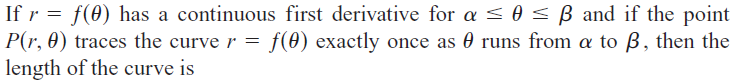 If r = f(θ) has a continuous first derivative for α ≤ θ ≤ β and if the point
P(r, θ) traces the curve r = f(θ) exactly once as θ runs from α to β, then the
length of the curve is